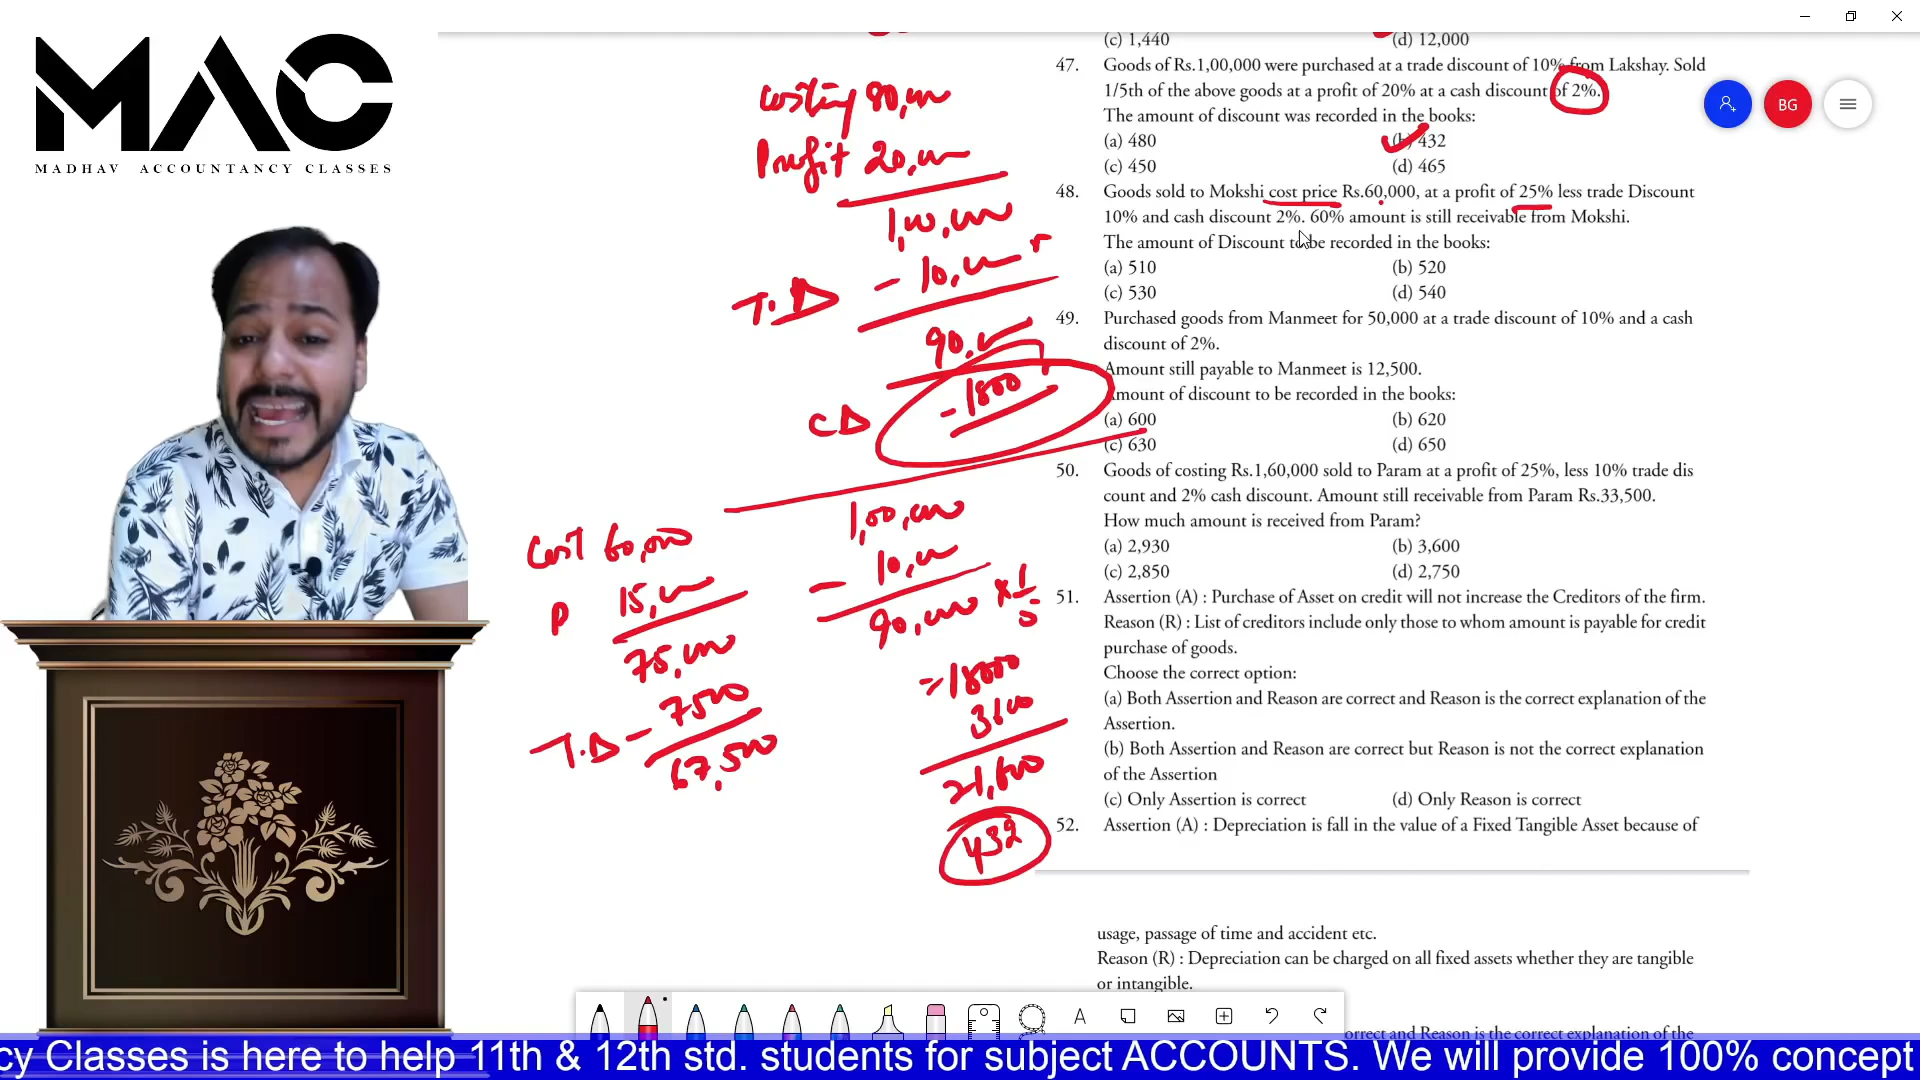 MAC
MADHAV ACCOUNTANCY CLASSES
costing 80,000
Profit 20,000
1,00,000
T.D - 10,000
90,000
CD - 1800
1,00,000
- 10,000
90,000 × 1/5
= 18000
3600
21,600
432
Cost 60,000
P 15,000
75,000
T.D - 7500
67,500
(c) 1,440 (d) 12,000
47. Goods of Rs.1,00,000 were purchased at a trade discount of 10% from Lakshay. Sold
1/5th of the above goods at a profit of 20% at a cash discount of 2%.
The amount of discount was recorded in the books:
(a) 480 (b) 432
(c) 450 (d) 465
48. Goods sold to Mokshi cost price Rs.60,000, at a profit of 25% less trade Discount
10% and cash discount 2%. 60% amount is still receivable from Mokshi.
The amount of Discount to be recorded in the books:
(a) 510 (b) 520
(c) 530 (d) 540
49. Purchased goods from Manmeet for 50,000 at a trade discount of 10% and a cash
discount of 2%.
Amount still payable to Manmeet is 12,500.
Amount of discount to be recorded in the books:
(a) 600 (b) 620
(c) 630 (d) 650
50. Goods of costing Rs.1,60,000 sold to Param at a profit of 25%, less 10% trade dis
count and 2% cash discount. Amount still receivable from Param Rs.33,500.
How much amount is received from Param?
(a) 2,930 (b) 3,600
(c) 2,850 (d) 2,750
51. Assertion (A) : Purchase of Asset on credit will not increase the Creditors of the firm.
Reason (R) : List of creditors include only those to whom amount is payable for credit
purchase of goods.
Choose the correct option:
(a) Both Assertion and Reason are correct and Reason is the correct explanation of the
Assertion.
(b) Both Assertion and Reason are correct but Reason is not the correct explanation
of the Assertion
(c) Only Assertion is correct (d) Only Reason is correct
52. Assertion (A) : Depreciation is fall in the value of a Fixed Tangible Asset because of
usage, passage of time and accident etc.
Reason (R) : Depreciation can be charged on all fixed assets whether they are tangible
or intangible.
orrect and Reason is the correct explanation of the
BG
A
cy Classes is here to help 11th & 12th std. students for subject ACCOUNTS. We will provide 100% concept